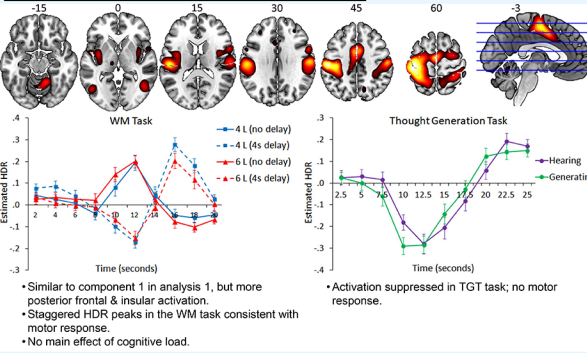 -15 0 15 30 45 60 -3
WM Task
Estimated HDR
.4
.3
.2
.1
.0
-.1
-.2
-.3
2 4 6 8 10 12 14 16 18 20
Time (seconds)
4 L (no delay)
4 L (4s delay)
6 L (no delay)
6 L (4s delay)
Thought Generation Task
Estimated HDR
.4
.3
.2
.1
.0
-.1
-.2
-.3
-.4
2.5 5 7.5 10 12.5 15 17.5 20 22.5 25
Time (seconds)
Hearing
Generatin
•Similar to component 1 in analysis 1, but more
posterior frontal & insular activation.
•Staggered HDR peaks in the WM task consistent with
motor response.
•No main effect of cognitive load.
•Activation suppressed in TGT task; no motor
response.